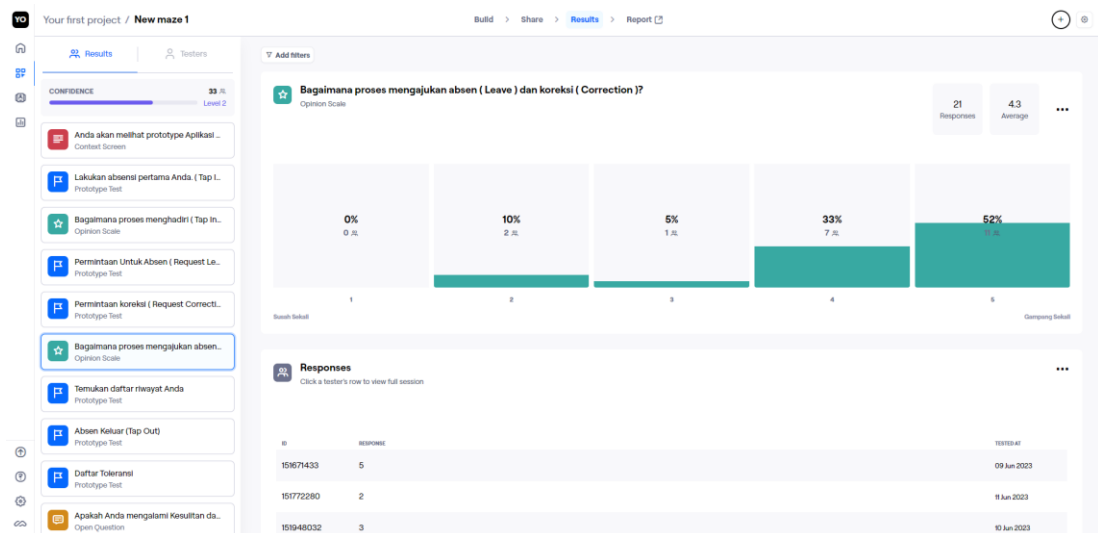 YO
Your first project / New maze 1
Build > Share > Results > Report
Results
Testers
CONFIDENCE
33
Level 2
Anda akan melihat prototype Aplikasi ...
Context Screen
Lakukan absensi pertama Anda. ( Tap I...
Prototype Test
Bagaimana proses menghadiri ( Tap In...
Opinion Scale
Permintaan Untuk Absen ( Request Le...
Prototype Test
Permintaan koreksi ( Request Correcti...
Prototype Test
Bagaimana proses mengajukan absen...
Opinion Scale
Temukan daftar riwayat Anda
Prototype Test
Absen Keluar (Tap Out)
Prototype Test
Daftar Toleransi
Prototype Test
Apakah Anda mengalami Kesulitan da...
Open Question
Add filters
Bagaimana proses mengajukan absen ( Leave ) dan koreksi ( Correction )?
Opinion Scale
21
Responses
4.3
Average
0%
0
10%
2
5%
1
33%
7
52%
11
1
2
3
4
5
Susah Sekali
Gampang Sekali
Responses
Click a tester's row to view full session
ID
RESPONSE
TESTED AT
151671433
5
09 Jun 2023
151772280
2
11 Jun 2023
151948032
3
10 Jun 2023